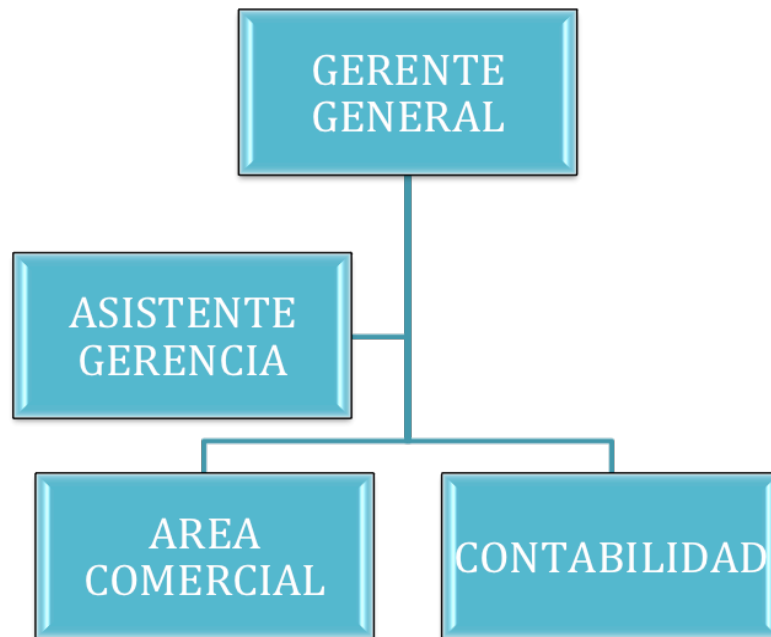 GERENTE
GENERAL
ASISTENTE
GERENCIA
AREA
COMERCIAL
CONTABILIDAD